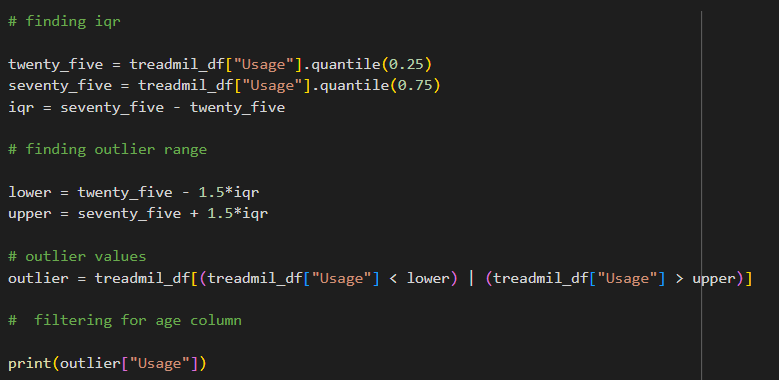 # finding iqr
twenty_five = treadmil_df["Usage"].quantile(0.25)
seventy_five = treadmil_df["Usage"].quantile(0.75)
iqr = seventy_five - twenty_five
# finding outlier range
lower = twenty_five - 1.5*iqr
upper = seventy_five + 1.5*iqr
# outlier values
outlier = treadmil_df[(treadmil_df["Usage"] < lower) | (treadmil_df["Usage"] > upper)]
#  filtering for age column
print(outlier["Usage"])